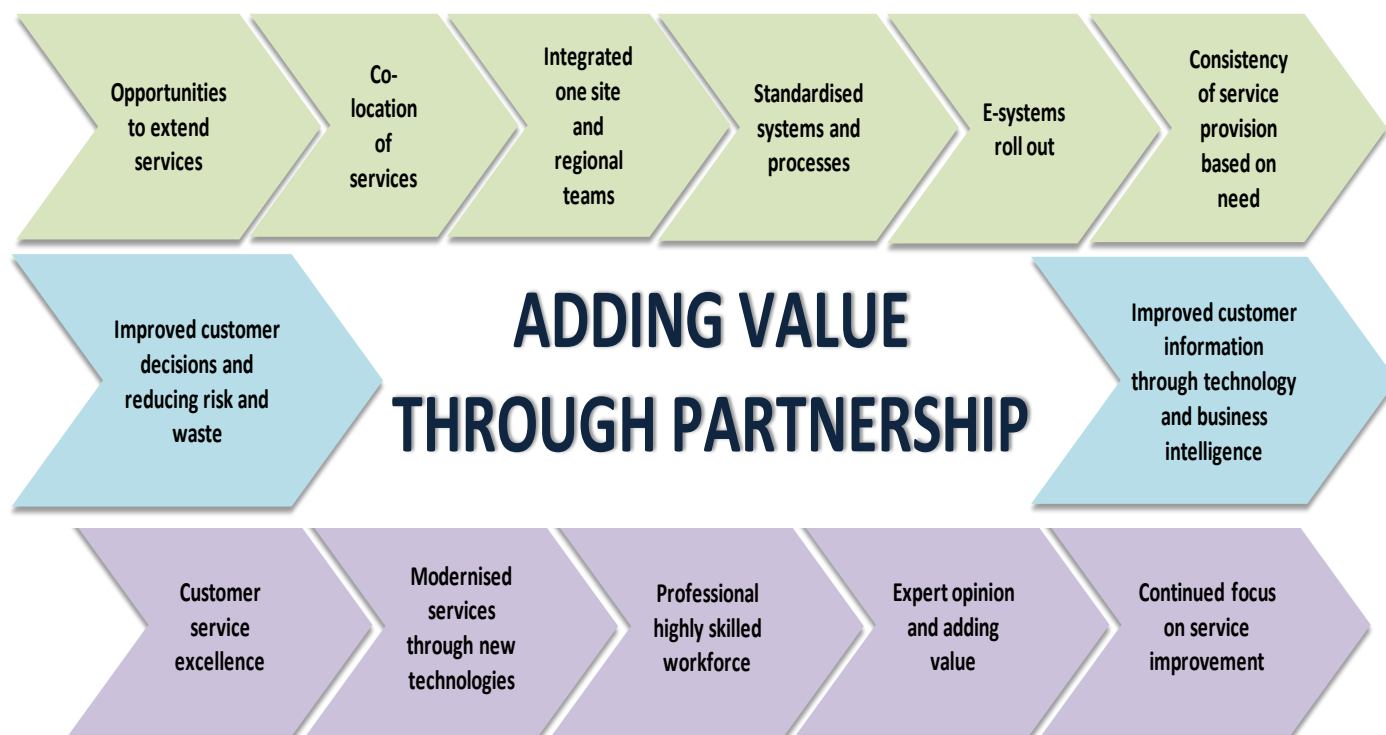 Opportunities
to extend
services
Co-
location
of
services
Integrated
one site
and
regional
teams
Standardised
systems and
processes
E-systems
roll out
Consistency
of service
provision
based on
need
Improved customer
decisions and
reducing risk and
waste
ADDING VALUE
THROUGH PARTNERSHIP
Improved customer
information
through technology
and business
intelligence
Customer
service
excellence
Modernised
services
through new
technologies
Professional
highly skilled
workforce
Expert opinion
and adding
value
Continued focus
on service
improvement